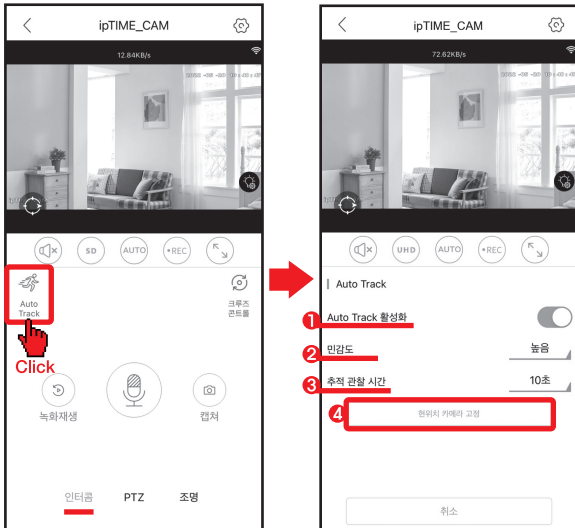 ipTIME_CAM
12.84KB/s
SD
AUTO
•REC
Auto
Track
크루즈
콘트롤
Click
녹화재생
캡쳐
인터콤
PTZ
조명
ipTIME_CAM
72.62KB/s
UHD
AUTO
•REC
Auto Track
1 Auto Track 활성화
2 민감도 높음
3 추적 관찰 시간 10초
4 현위치 카메라 고정
취소